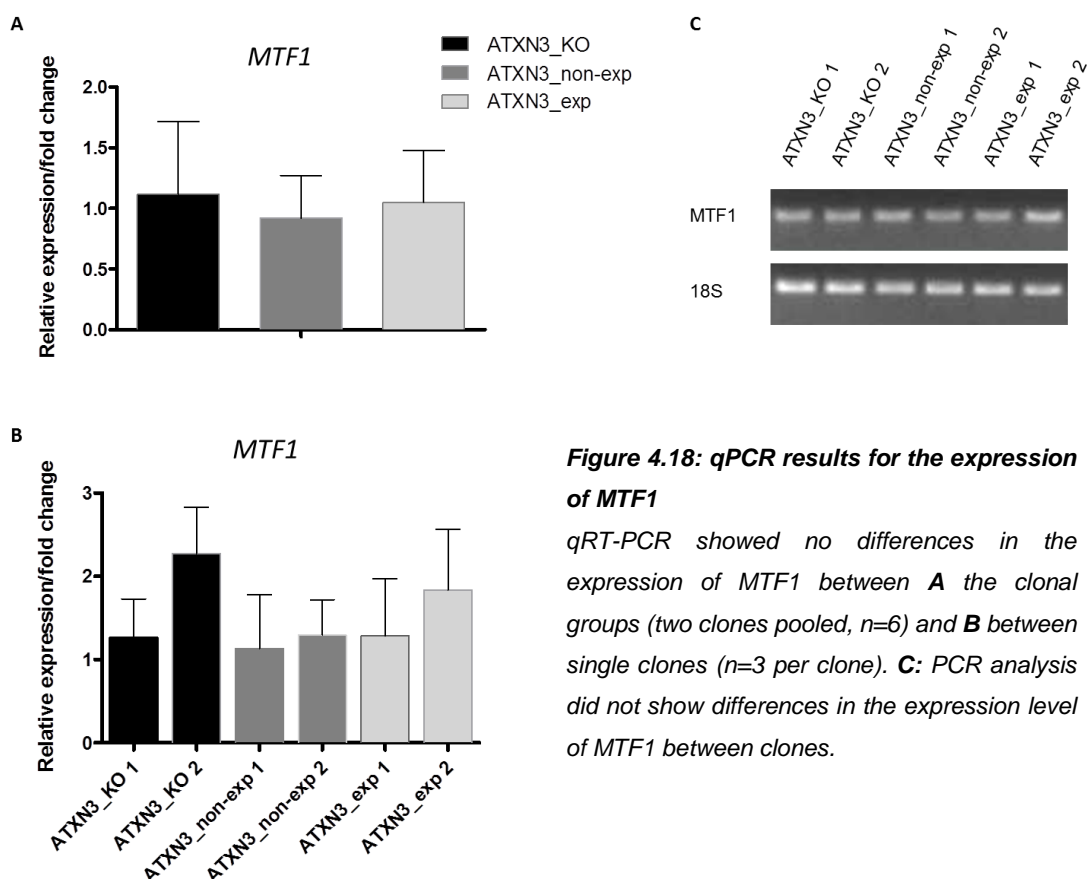 A
MTF1
ATXN3_KO
ATXN3_non-exp
ATXN3_exp
Relative expression/fold change
2.0
1.5
1.0
0.5
0.0
C
ATXN3_KO 1
ATXN3_KO 2
ATXN3_non-exp 1
ATXN3_non-exp 2
ATXN3_exp 1
ATXN3_exp 2
MTF1
18S
B
MTF1
Relative expression/fold change
3
2
1
0
ATXN3_KO 1
ATXN3_KO 2
ATXN3_non-exp 1
ATXN3_non-exp 2
ATXN3_exp 1
ATXN3_exp 2
Figure 4.18: qPCR results for the expression
of MTF1
qRT-PCR showed no differences in the
expression of MTF1 between A the clonal
groups (two clones pooled, n=6) and B between
single clones (n=3 per clone). C: PCR analysis
did not show differences in the expression level
of MTF1 between clones.